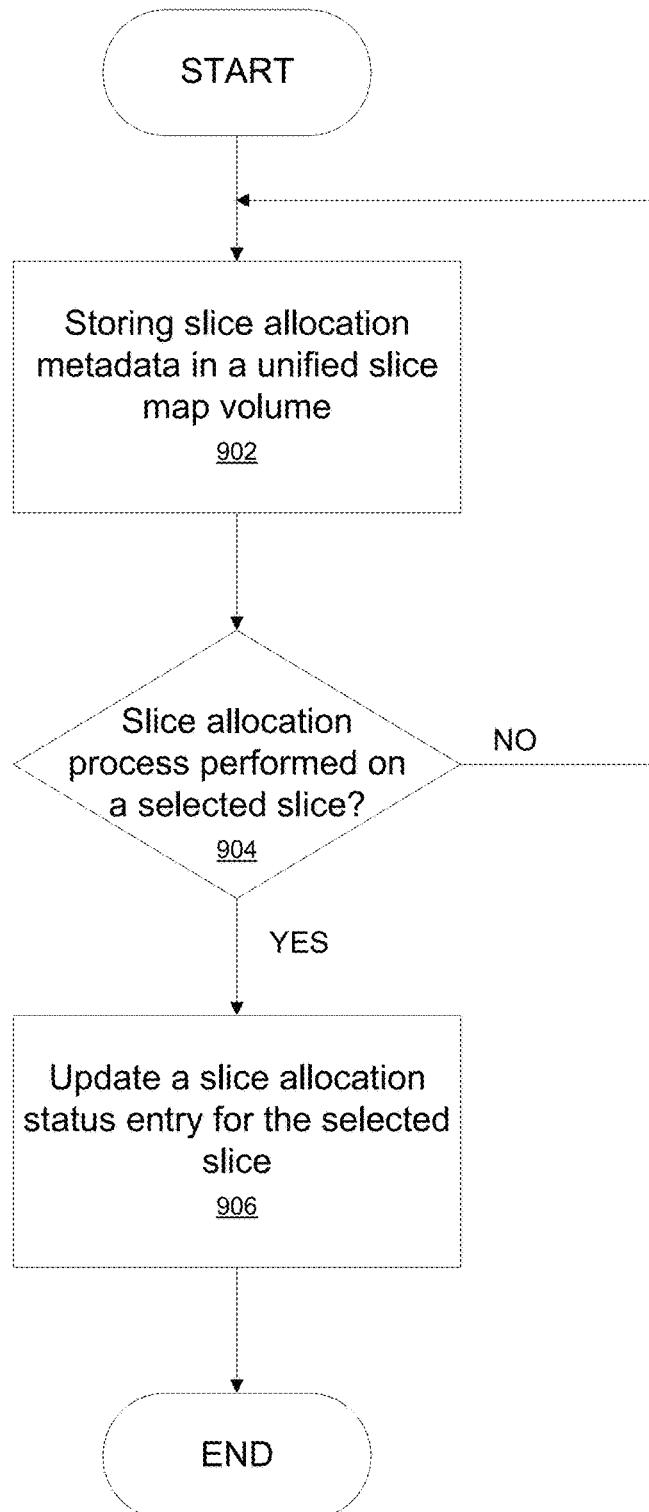 START
Storing slice allocation
metadata in a unified slice
map volume
902
Slice allocation
process performed on
a selected slice?
904
NO
YES
Update a slice allocation
status entry for the selected
slice
906
END